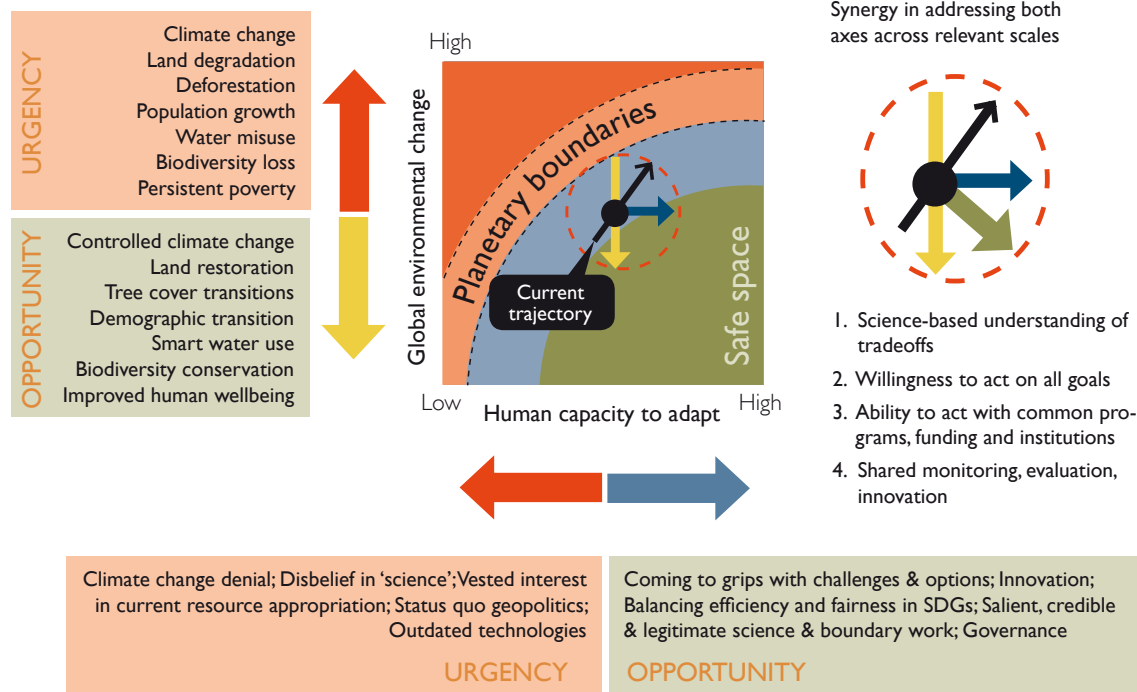 URGENCY
Climate change
Land degradation
Deforestation
Population growth
Water misuse
Biodiversity loss
Persistent poverty
OPPORTUNITY
Controlled climate change
Land restoration
Tree cover transitions
Demographic transition
Smart water use
Biodiversity conservation
Improved human wellbeing
High
Global environmental change
Planetary boundaries
Current
trajectory
Safe space
Low
High
Human capacity to adapt
Synergy in addressing both
axes across relevant scales
1. Science-based understanding of
tradeoffs
2. Willingness to act on all goals
3. Ability to act with common pro-
grams, funding and institutions
4. Shared monitoring, evaluation,
innovation
Climate change denial; Disbelief in ‘science’; Vested interest
in current resource appropriation; Status quo geopolitics;
Outdated technologies
URGENCY
Coming to grips with challenges & options; Innovation;
Balancing efficiency and fairness in SDGs; Salient, credible
& legitimate science & boundary work; Governance
OPPORTUNITY